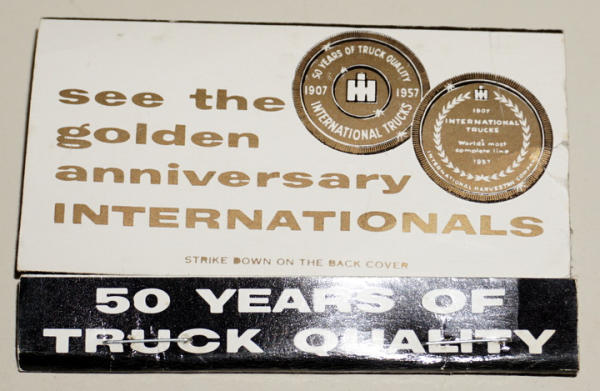 see the
golden
anniversary
INTERNATIONALS
50 YEARS OF TRUCK QUALITY
1907 1957
INTERNATIONAL TRUCKS
1907
INTERNATIONAL
TRUCKS
World's most
complete line
1957
INTERNATIONAL HARVESTER COMPANY
STRIKE DOWN ON THE BACK COVER
50 YEARS OF
TRUCK QUALITY